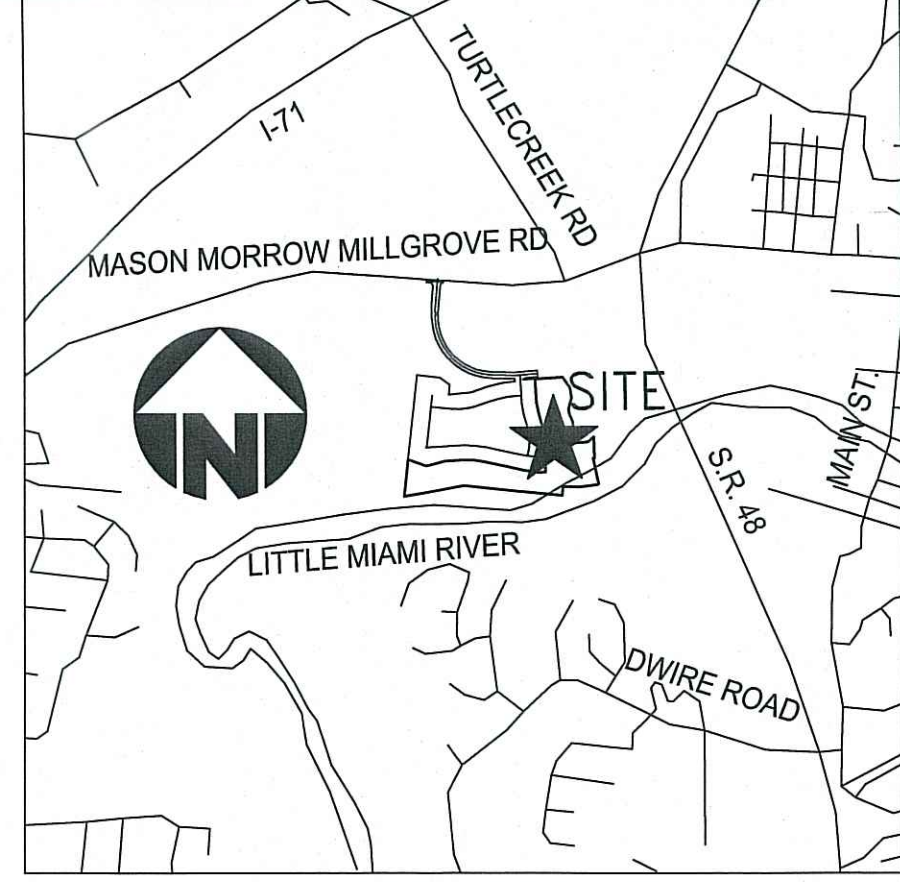 TURTLECREEK RD
I-71
MASON MORROW MILLGROVE RD
SITE
MAIN ST.
N
S.R. 48
LITTLE MIAMI RIVER
DWIRE ROAD